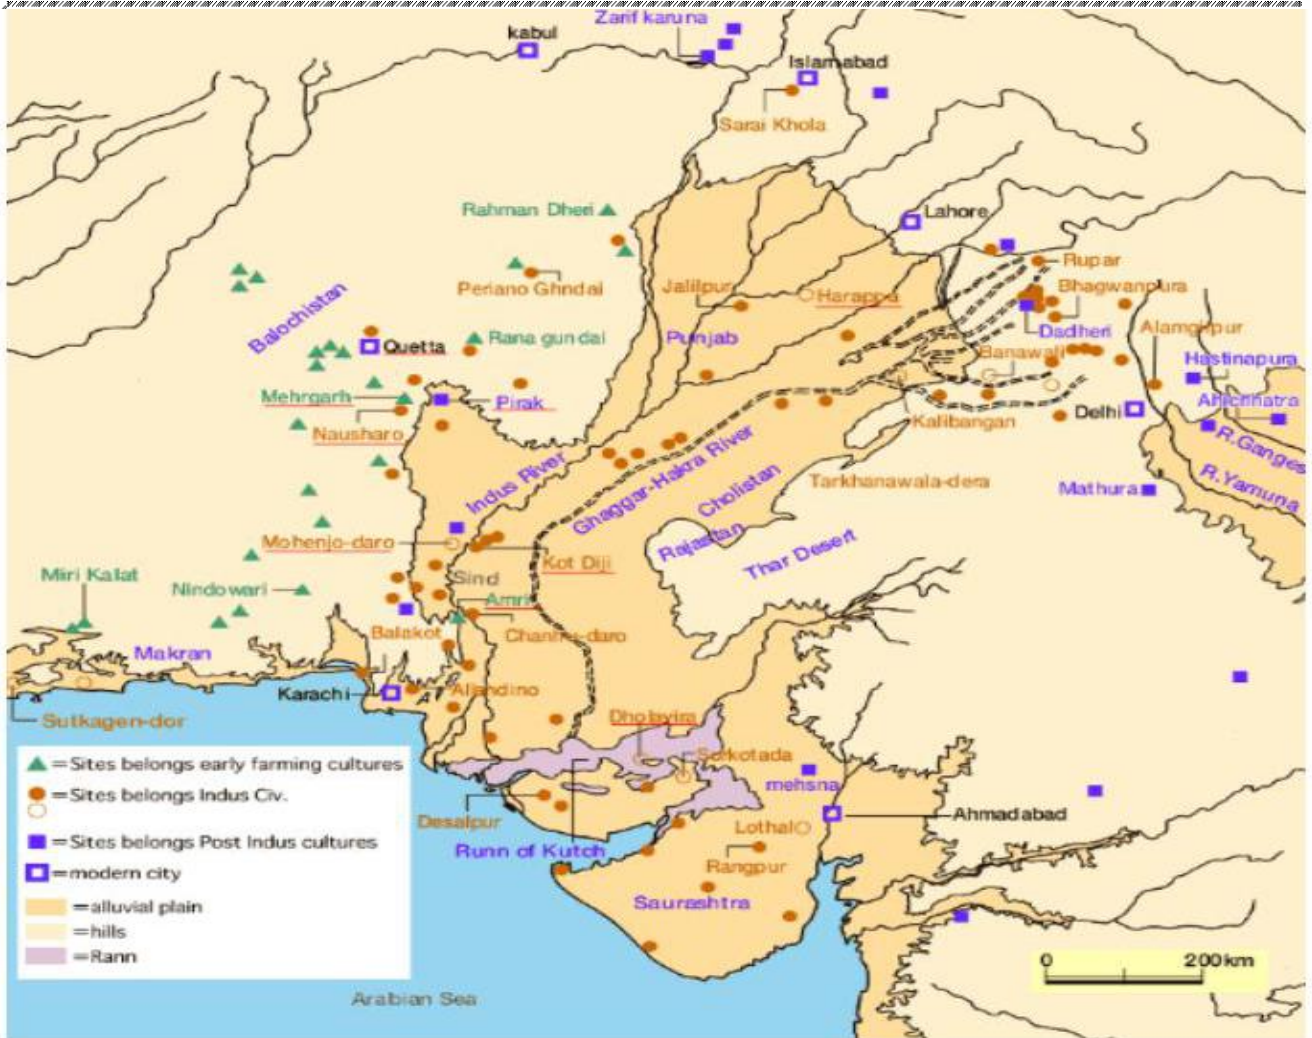 Zarif karuna
kabul
Islamabad
Sarai Khola
Rahman Dheri
Lahore
Rupar
Periano Ghndai
Jalilpur
Harappa
Bhagwanpura
Balochistan
Quetta
Rana gundai
Punjab
Dadheri
Alamgirpur
Banawali
Hastinapura
Mehrgarh
Pirak
Ahichhatra
Nausharo
Kalibangan
Delhi
R.Ganges
Indus River
Ghaggar-Hakra River
Cholistan
Tarkhanawala-dera
Mathura
R.Yamuna
Mohenjo-daro
Kot Diji
Rajastan
Thar Desert
Miri Kalat
Nindowari
Sind
Amri
Balakot
Chanhu-daro
Makran
Karachi
Allahdino
Sutkagen-dor
Dholavira
Surkotada
=Sites belongs early farming cultures
=Sites belongs Indus Civ.
=Sites belongs Post Indus cultures
=modern city
=alluvial plain
=hills
=Rann
mehsna
Desalpur
Ahmadabad
Lothal
Runn of Kutch
Rangpur
Saurashtra
0 200km
Arabian Sea